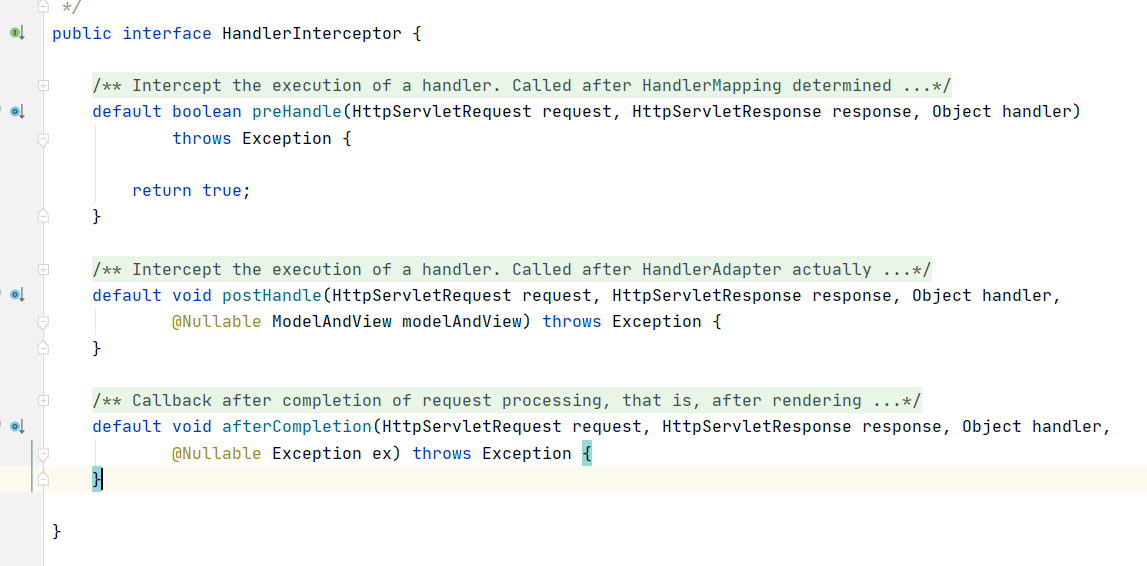 */
public interface HandlerInterceptor {
/** Intercept the execution of a handler. Called after HandlerMapping determined ...*/
default boolean preHandle(HttpServletRequest request, HttpServletResponse response, Object handler)
throws Exception {
return true;
}
/** Intercept the execution of a handler. Called after HandlerAdapter actually ...*/
default void postHandle(HttpServletRequest request, HttpServletResponse response, Object handler,
@Nullable ModelAndView modelAndView) throws Exception {
}
/** Callback after completion of request processing, that is, after rendering ...*/
default void afterCompletion(HttpServletRequest request, HttpServletResponse response, Object handler,
@Nullable Exception ex) throws Exception {
}
}